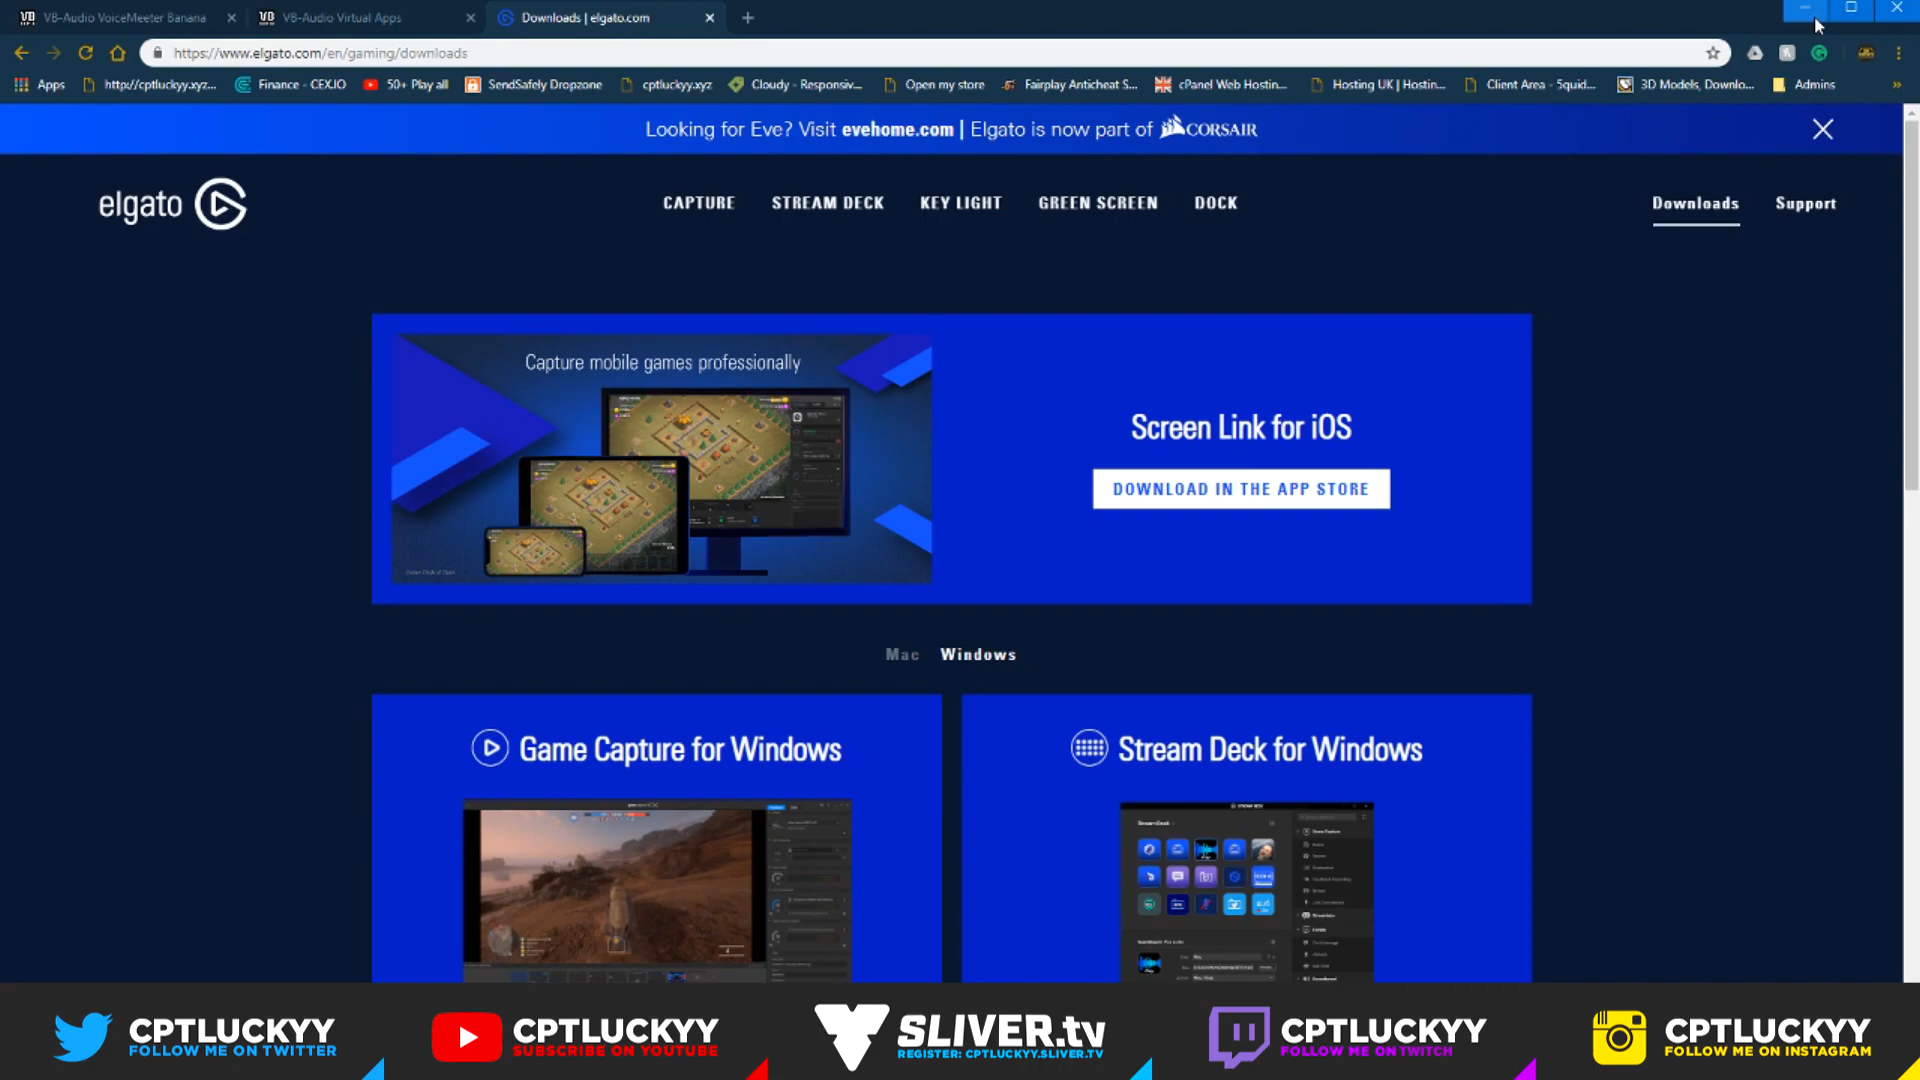 VB-Audio VoiceMeeter Banana
VB-Audio Virtual Apps
Downloads | elgato.com
https://www.elgato.com/en/gaming/downloads
Apps
http://cptluckyy.xyz...
Finance - CEX.IO
50+ Play all
SendSafely Dropzone
cptluckyy.xyz
Cloudy - Responsiv...
Open my store
Fairplay Anticheat S...
cPanel Web Hostin...
Hosting UK | Hostin...
Client Area - 5quid...
3D Models, Downlo...
Admins
Looking for Eve? Visit evehome.com | Elgato is now part of CORSAIR
elgato
CAPTURE
STREAM DECK
KEY LIGHT
GREEN SCREEN
DOCK
Downloads
Support
Capture mobile games professionally
Screen Link for iOS
DOWNLOAD IN THE APP STORE
Mac
Windows
Game Capture for Windows
Stream Deck for Windows
CPTLUCKYY
FOLLOW ME ON TWITTER
CPTLUCKYY
SUBSCRIBE ON YOUTUBE
SLIVER.tv
REGISTER: CPTLUCKYY.SLIVER.TV
CPTLUCKYY
FOLLOW ME ON TWITCH
CPTLUCKYY
FOLLOW ME ON INSTAGRAM